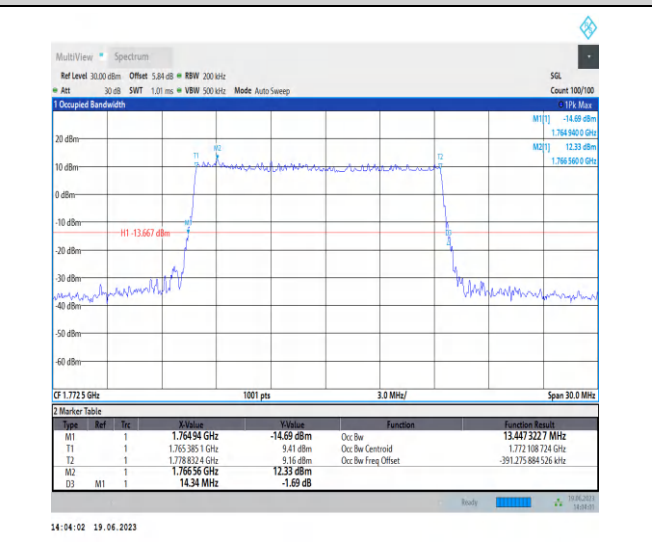 MultiView Spectrum
Ref Level 30.00 dBm Offset 5.84 dB RBW 200 kHz SGL
Att 30 dB SWT 1.01 ms VBW 500 kHz Mode Auto Sweep Count 100/100
1 Occupied Bandwidth 1Pk Max
M1[1] -14.69 dBm
1.764 940 0 GHz
M2[1] 12.33 dBm
1.766 560 0 GHz
20 dBm
T1 M2 T2
10 dBm
0 dBm
-10 dBm
M1
H1 -13.667 dBm D3
-20 dBm
-30 dBm
-40 dBm
-50 dBm
-60 dBm
CF 1.772 5 GHz 1001 pts 3.0 MHz/ Span 30.0 MHz
2 Marker Table
Type Ref Trc X-Value Y-Value Function Function Result
M1 1 1.764 94 GHz -14.69 dBm Occ Bw 13.447 322 7 MHz
T1 1 1.765 385 1 GHz 9.41 dBm Occ Bw Centroid 1.772 108 724 GHz
T2 1 1.778 832 4 GHz 9.16 dBm Occ Bw Freq Offset -391.275 884 526 kHz
M2 1 1.766 56 GHz 12.33 dBm
D3 M1 1 14.34 MHz -1.69 dB
Ready 19.06.2023
14:04:01
14:04:02 19.06.2023